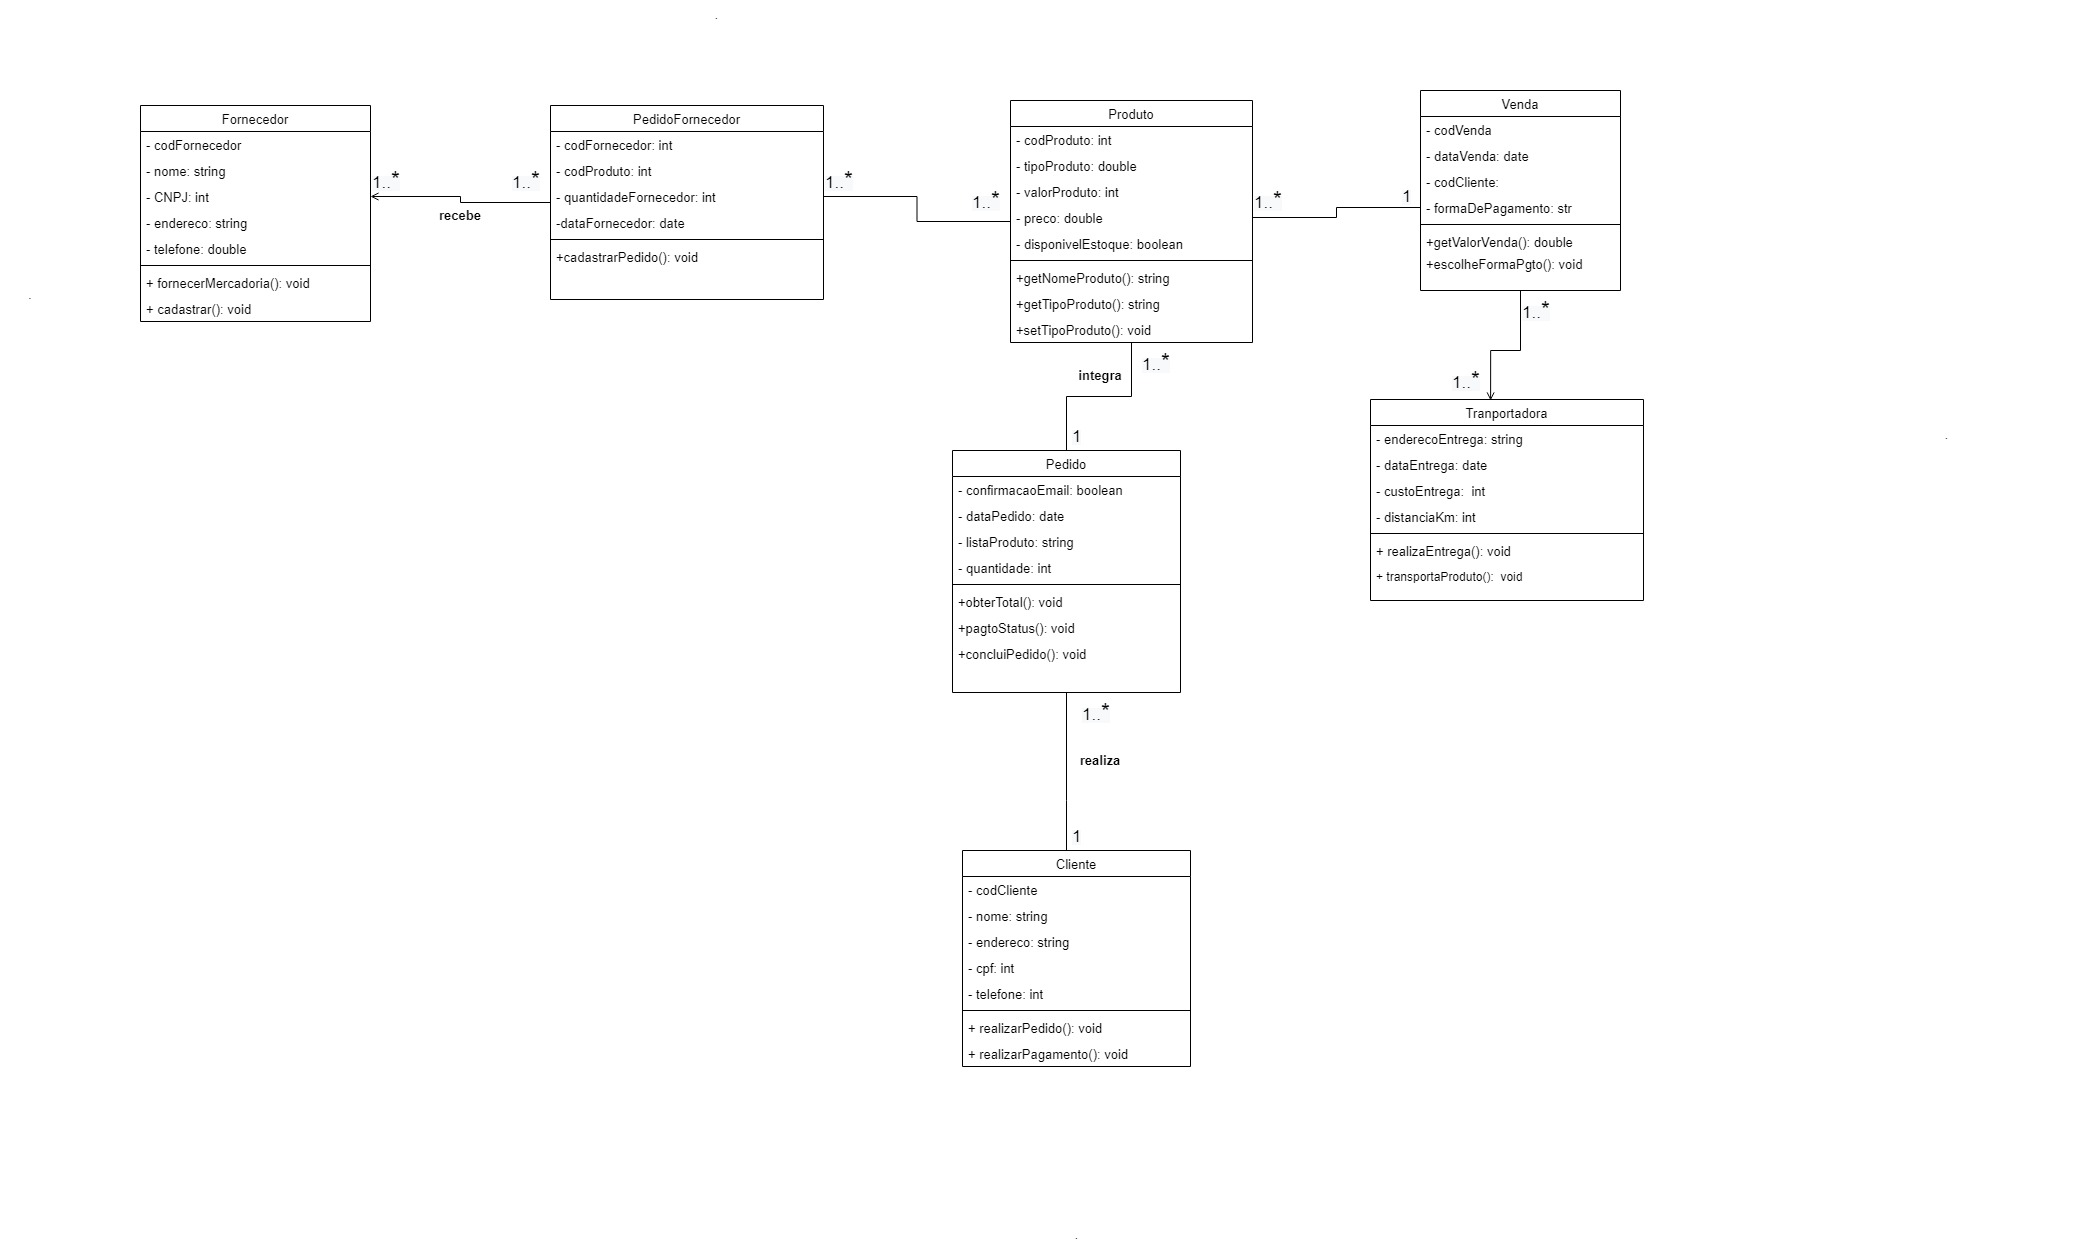 Fornecedor
- codFornecedor
- nome: string
- CNPJ: int
- endereco: string
- telefone: double
+ fornecerMercadoria(): void
+ cadastrar(): void
1..*
recebe
1..*
PedidoFornecedor
- codFornecedor: int
- codProduto: int
- quantidadeFornecedor: int
-dataFornecedor: date
+cadastrarPedido(): void
1..*
1..*
Produto
- codProduto: int
- tipoProduto: double
- valorProduto: int
- preco: double
- disponivelEstoque: boolean
+getNomeProduto(): string
+getTipoProduto(): string
+setTipoProduto(): void
1..*
1
Venda
- codVenda
- dataVenda: date
- codCliente:
- formaDePagamento: str
+getValorVenda(): double
+escolheFormaPgto(): void
1..*
1..*
Tranportadora
- enderecoEntrega: string
- dataEntrega: date
- custoEntrega:  int
- distanciaKm: int
+ realizaEntrega(): void
+ transportaProduto():  void
1..*
integra
1
Pedido
- confirmacaoEmail: boolean
- dataPedido: date
- listaProduto: string
- quantidade: int
+obterTotal(): void
+pagtoStatus(): void
+concluiPedido(): void
1..*
realiza
1
Cliente
- codCliente
- nome: string
- endereco: string
- cpf: int
- telefone: int
+ realizarPedido(): void
+ realizarPagamento(): void